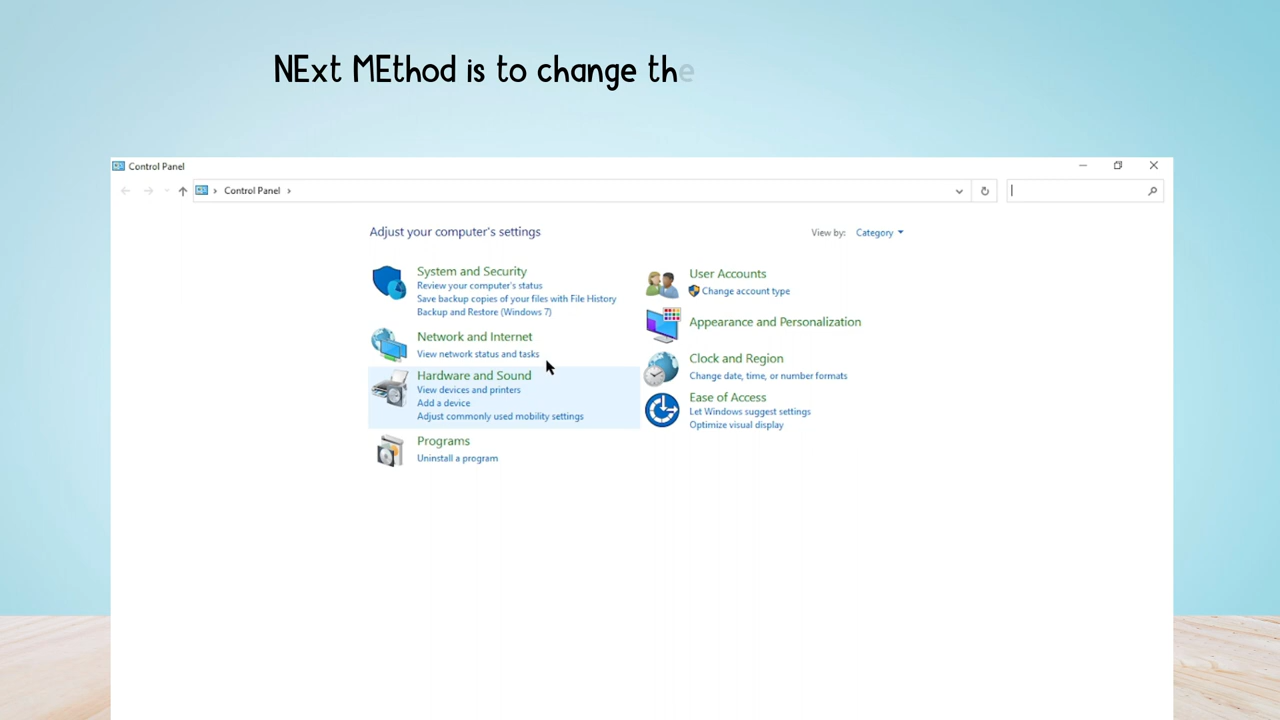 NExt MEthod is to change the
Control Panel
Control Panel
Adjust your computer's settings
View by: Category
System and Security
Review your computer's status
Save backup copies of your files with File History
Backup and Restore (Windows 7)
Network and Internet
View network status and tasks
Hardware and Sound
View devices and printers
Add a device
Adjust commonly used mobility settings
Programs
Uninstall a program
User Accounts
Change account type
Appearance and Personalization
Clock and Region
Change date, time, or number formats
Ease of Access
Let Windows suggest settings
Optimize visual display